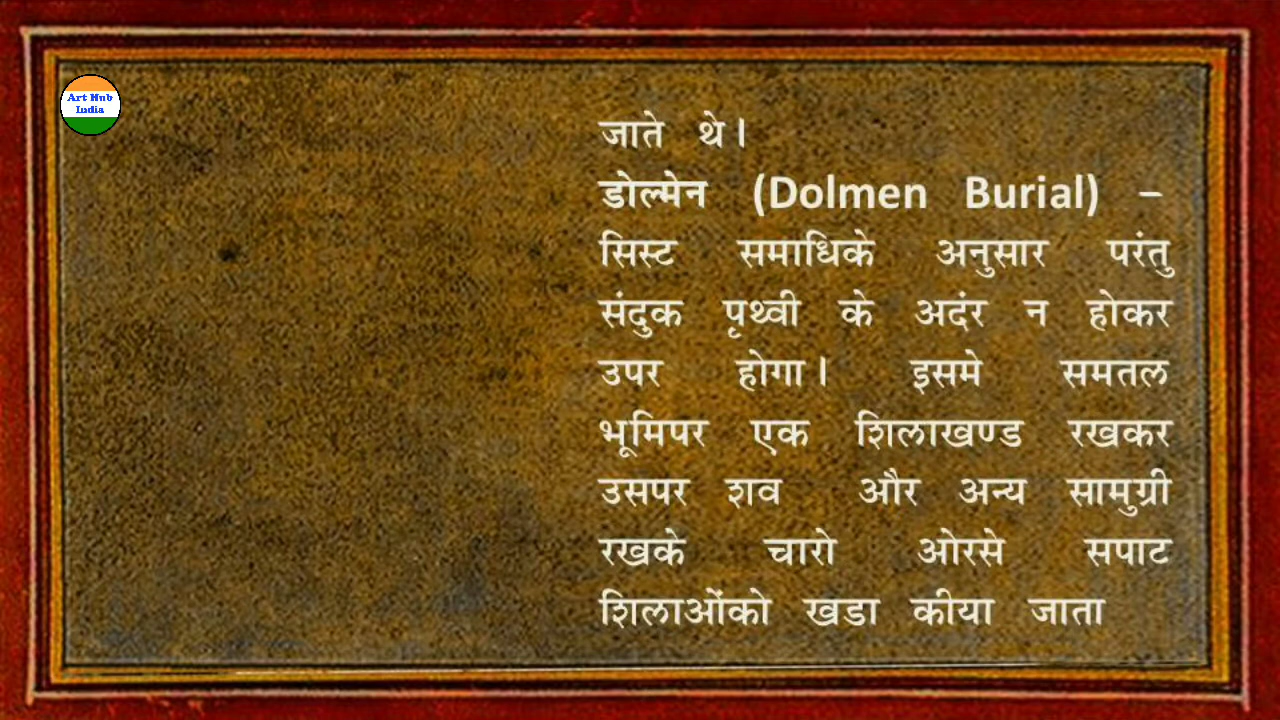 Art Hub
India
जाते थे।
डोल्मेन (Dolmen Burial) –
सिस्ट समाधिके अनुसार परंतु
संदुक पृथ्वी के अदंर न होकर
उपर होगा। इसमे समतल
भूमिपर एक शिलाखण्ड रखकर
उसपर शव और अन्य सामुग्री
रखके चारो ओरसे सपाट
शिलाओंको खडा कीया जाता